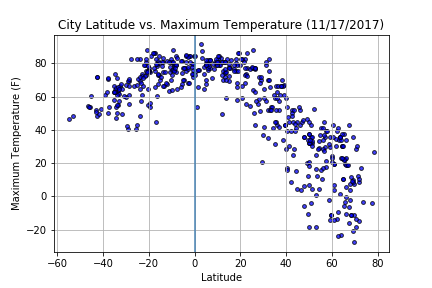 City Latitude vs. Maximum Temperature (11/17/2017)
Maximum Temperature (F)
80
60
40
20
0
−20
−60 −40 −20 0 20 40 60 80
Latitude